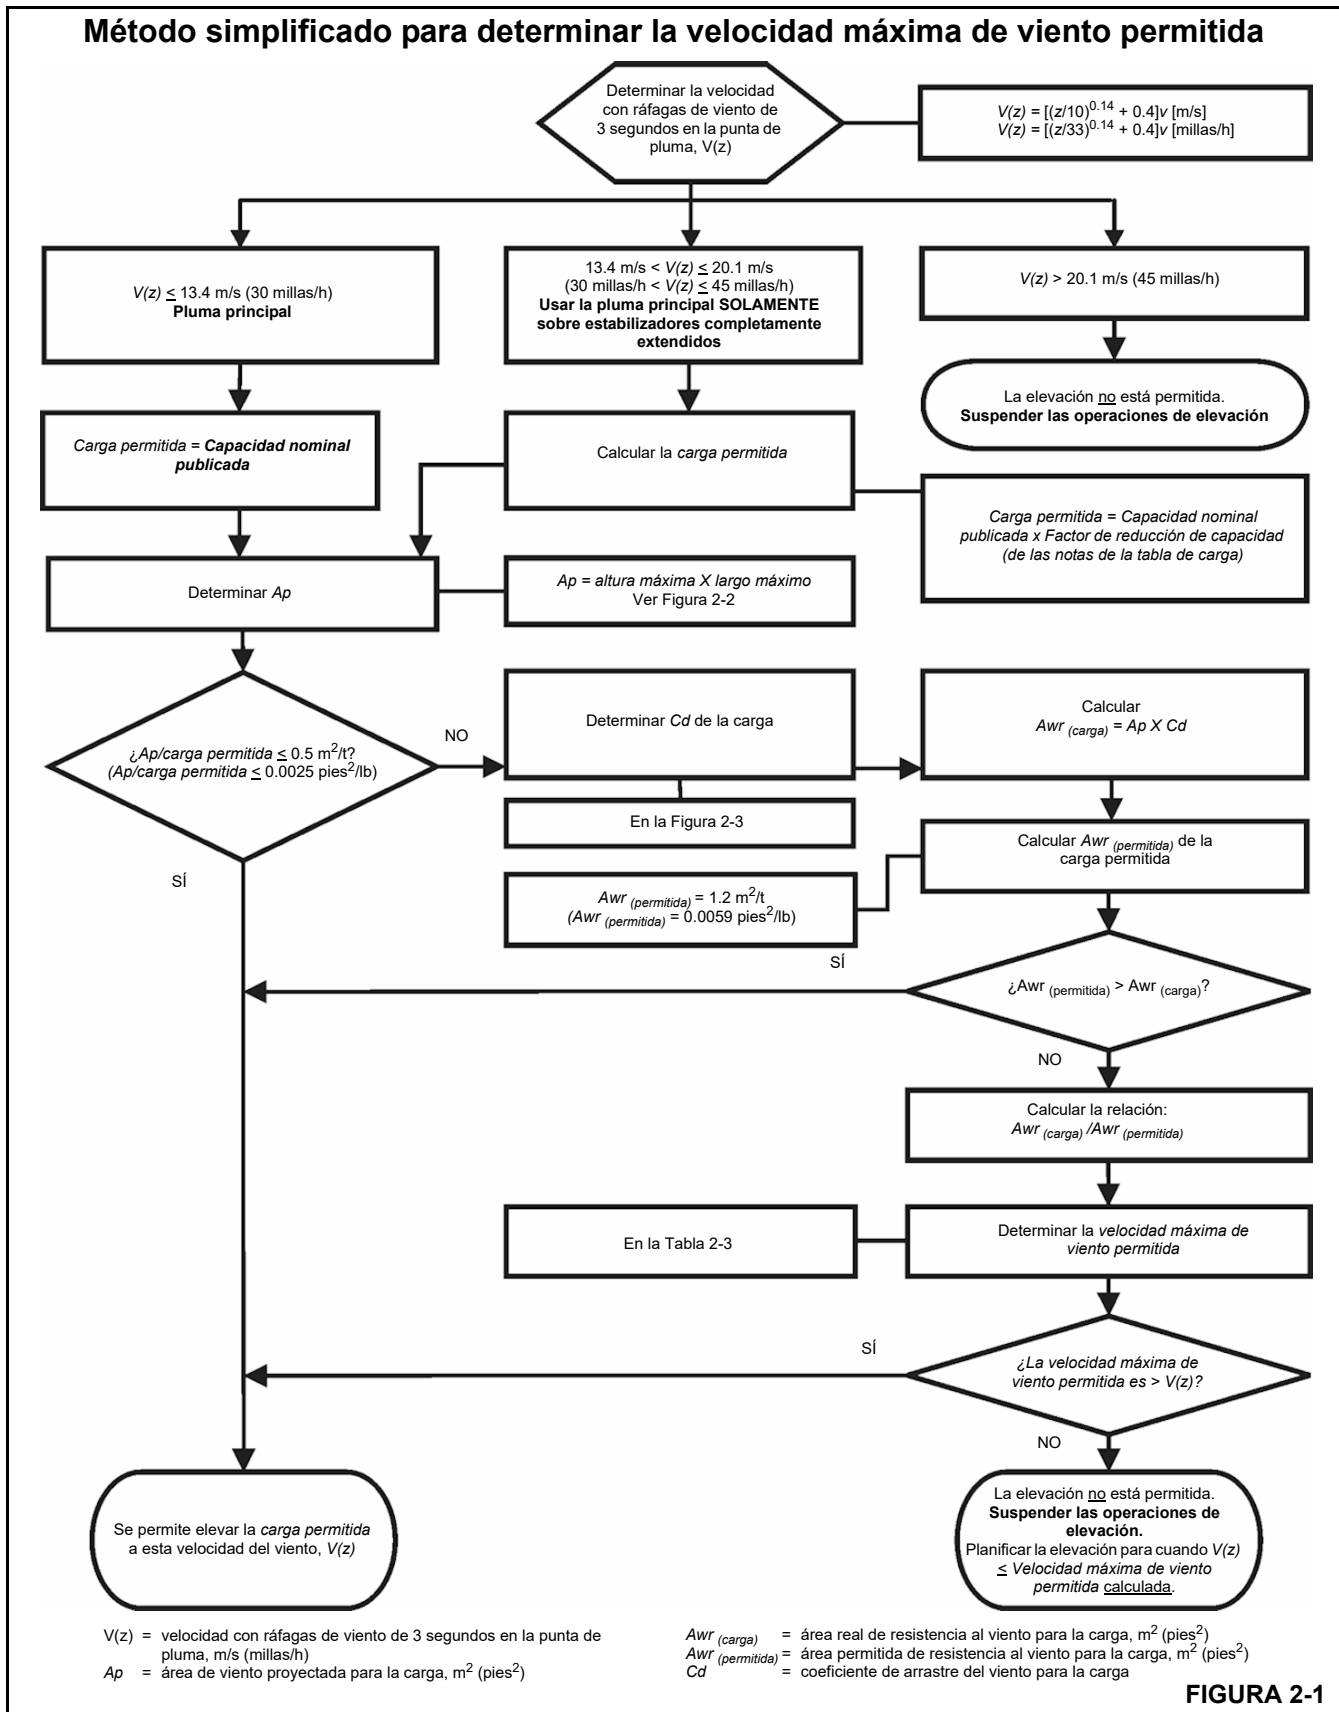 Método simplificado para determinar la velocidad máxima de viento permitida
Determinar la velocidad
con ráfagas de viento de
3 segundos en la punta de
pluma, V(z)
V(z) = [(z/10)^0.14 + 0.4]v [m/s]
V(z) = [(z/33)^0.14 + 0.4]v [millas/h]
V(z) ≤ 13.4 m/s (30 millas/h)
Pluma principal
13.4 m/s < V(z) ≤ 20.1 m/s
(30 millas/h < V(z) ≤ 45 millas/h)
Usar la pluma principal SOLAMENTE
sobre estabilizadores completamente
extendidos
V(z) > 20.1 m/s (45 millas/h)
La elevación no está permitida.
Suspender las operaciones de elevación
Carga permitida = Capacidad nominal
publicada
Calcular la carga permitida
Carga permitida = Capacidad nominal
publicada x Factor de reducción de capacidad
(de las notas de la tabla de carga)
Determinar Ap
Ap = altura máxima X largo máximo
Ver Figura 2-2
¿Ap/carga permitida ≤ 0.5 m²/t?
(Ap/carga permitida ≤ 0.0025 pies²/lb)
NO
SÍ
Determinar Cd de la carga
En la Figura 2-3
Calcular
Awr (carga) = Ap X Cd
Calcular Awr (permitida) de la
carga permitida
Awr (permitida) = 1.2 m²/t
(Awr (permitida) = 0.0059 pies²/lb)
¿Awr (permitida) > Awr (carga)?
SÍ
NO
Calcular la relación:
Awr (carga) /Awr (permitida)
Determinar la velocidad máxima de
viento permitida
En la Tabla 2-3
¿La velocidad máxima de
viento permitida es > V(z)?
SÍ
NO
Se permite elevar la carga permitida
a esta velocidad del viento, V(z)
La elevación no está permitida.
Suspender las operaciones de
elevación.
Planificar la elevación para cuando V(z)
≤ Velocidad máxima de viento
permitida calculada.
V(z) = velocidad con ráfagas de viento de 3 segundos en la punta de
pluma, m/s (millas/h)
Ap = área de viento proyectada para la carga, m² (pies²)
Awr (carga) = área real de resistencia al viento para la carga, m² (pies²)
Awr (permitida) = área permitida de resistencia al viento para la carga, m² (pies²)
Cd = coeficiente de arrastre del viento para la carga
FIGURA 2-1